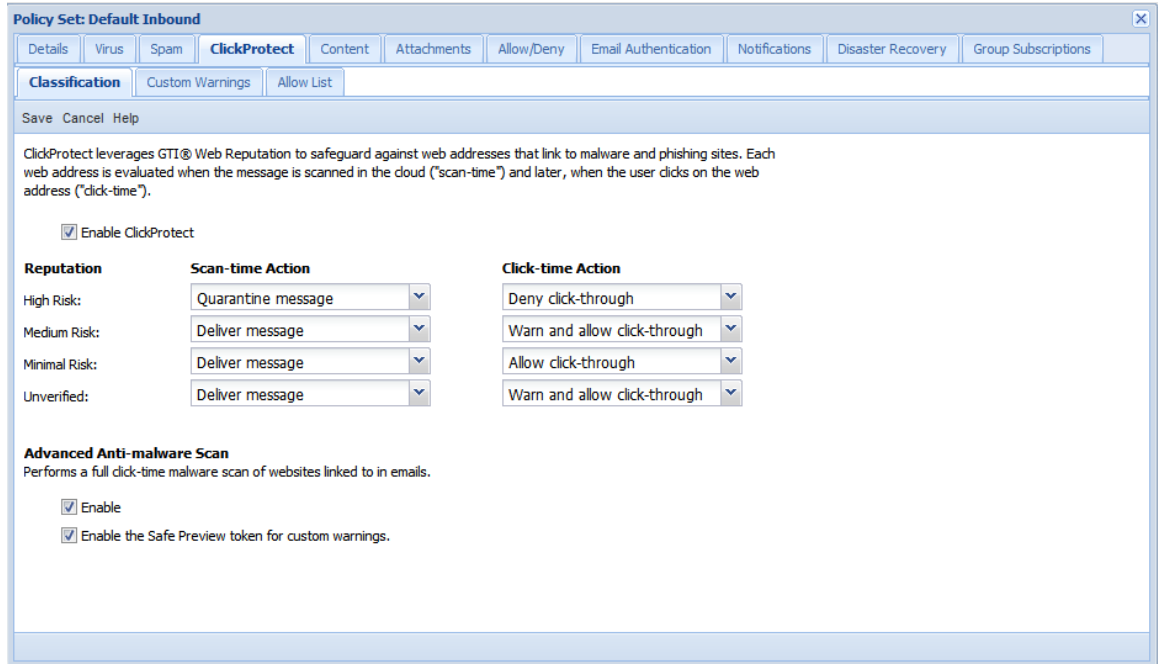 Policy Set: Default Inbound
Details Virus Spam ClickProtect Content Attachments Allow/Deny Email Authentication Notifications Disaster Recovery Group Subscriptions
Classification Custom Warnings Allow List
Save Cancel Help
ClickProtect leverages GTI® Web Reputation to safeguard against web addresses that link to malware and phishing sites. Each
web address is evaluated when the message is scanned in the cloud ("scan-time") and later, when the user clicks on the web
address ("click-time").
Enable ClickProtect
Reputation Scan-time Action Click-time Action
High Risk: Quarantine message Deny click-through
Medium Risk: Deliver message Warn and allow click-through
Minimal Risk: Deliver message Allow click-through
Unverified: Deliver message Warn and allow click-through
Advanced Anti-malware Scan
Performs a full click-time malware scan of websites linked to in emails.
Enable
Enable the Safe Preview token for custom warnings.